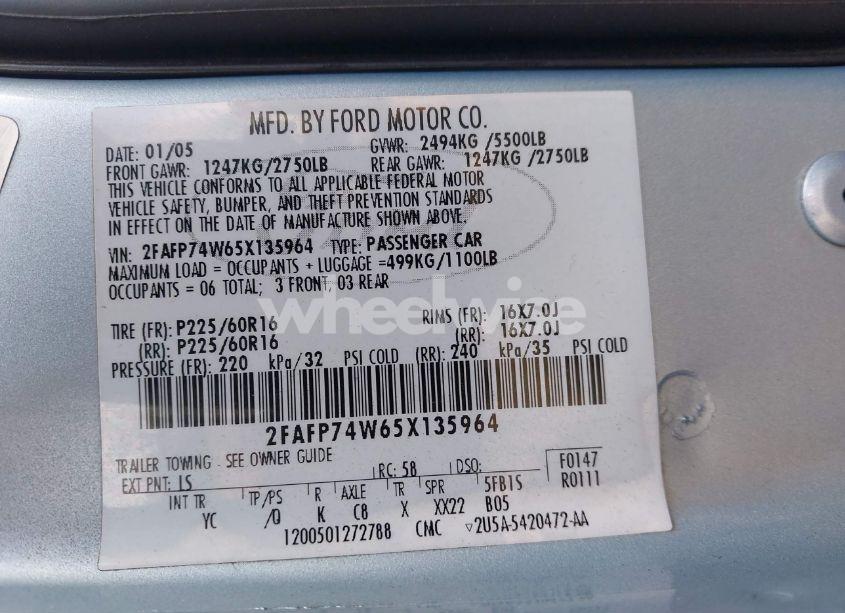 MFD. BY FORD MOTOR CO.
DATE: 01/05 GVWR: 2494KG /5500LB
FRONT GAWR: 1247KG/2750LB REAR GAWR: 1247KG /2750LB
THIS VEHICLE CONFORMS TO ALL APPLICABLE FEDERAL MOTOR
VEHICLE SAFETY, BUMPER, AND THEFT PREVENTION STANDARDS
IN EFFECT ON THE DATE OF MANUFACTURE SHOWN ABOVE.
VIN: 2FAFP74W65X135964 TYPE: PASSENGER CAR
MAXIMUM LOAD = OCCUPANTS + LUGGAGE =499KG/1100LB
OCCUPANTS = 06 TOTAL; 3 FRONT, 03 REAR
wheelwise
TIRE (FR): P225/60R16 RIMS (FR): 16X7.0J
(RR): P225/60R16 (RR): 16X7.0J
PRESSURE (FR): 220 kPa/32 PSI COLD (RR): 240 kPa/35 PSI COLD
2FAFP74W65X135964
TRAILER TOWING - SEE OWNER GUIDE
EXT PNT: LS RC: 58 DSO: F0147
INT TR TP/PS R AXLE TR SPR 5FB1S R0111
YC /Q K C8 X XX22 B05
1200501272788 CMC ▽2U5A-5420472-AA